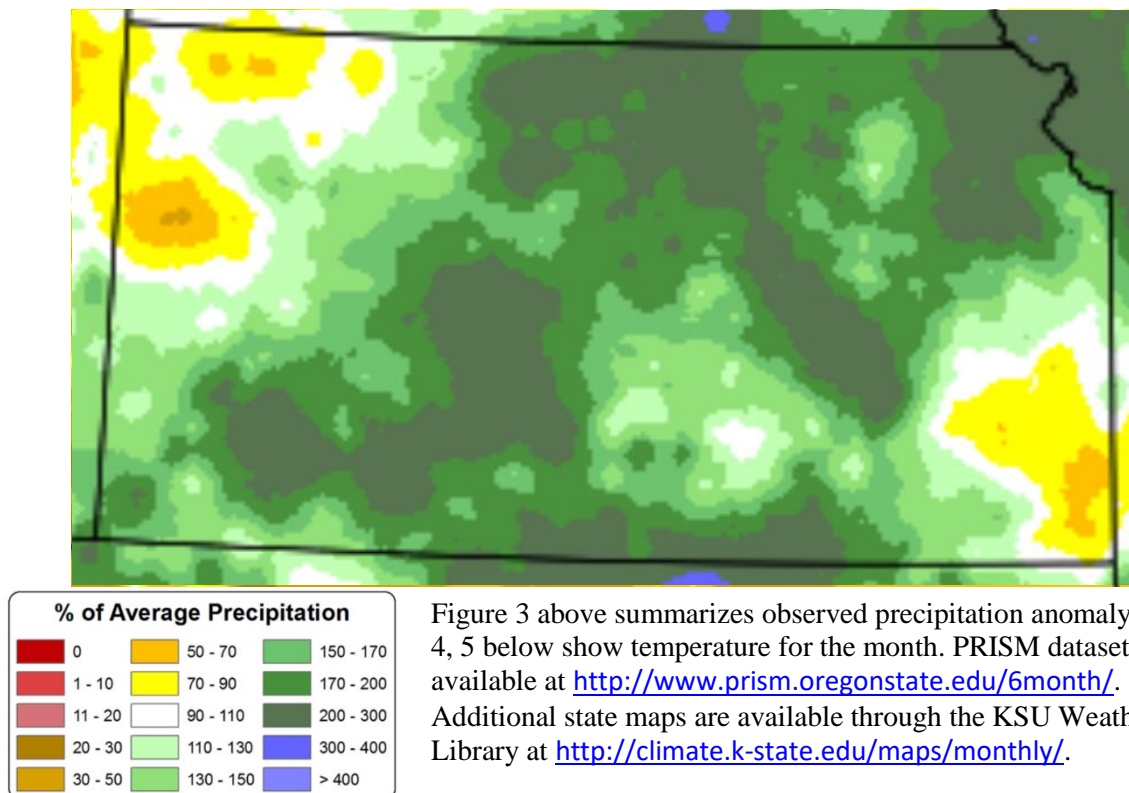 % of Average Precipitation
0 50 - 70 150 - 170
1 - 10 70 - 90 170 - 200
11 - 20 90 - 110 200 - 300
20 - 30 110 - 130 300 - 400
30 - 50 130 - 150 > 400
Figure 3 above summarizes observed precipitation anomaly
4, 5 below show temperature for the month. PRISM dataset
available at http://www.prism.oregonstate.edu/6month/.
Additional state maps are available through the KSU Weath
Library at http://climate.k-state.edu/maps/monthly/.